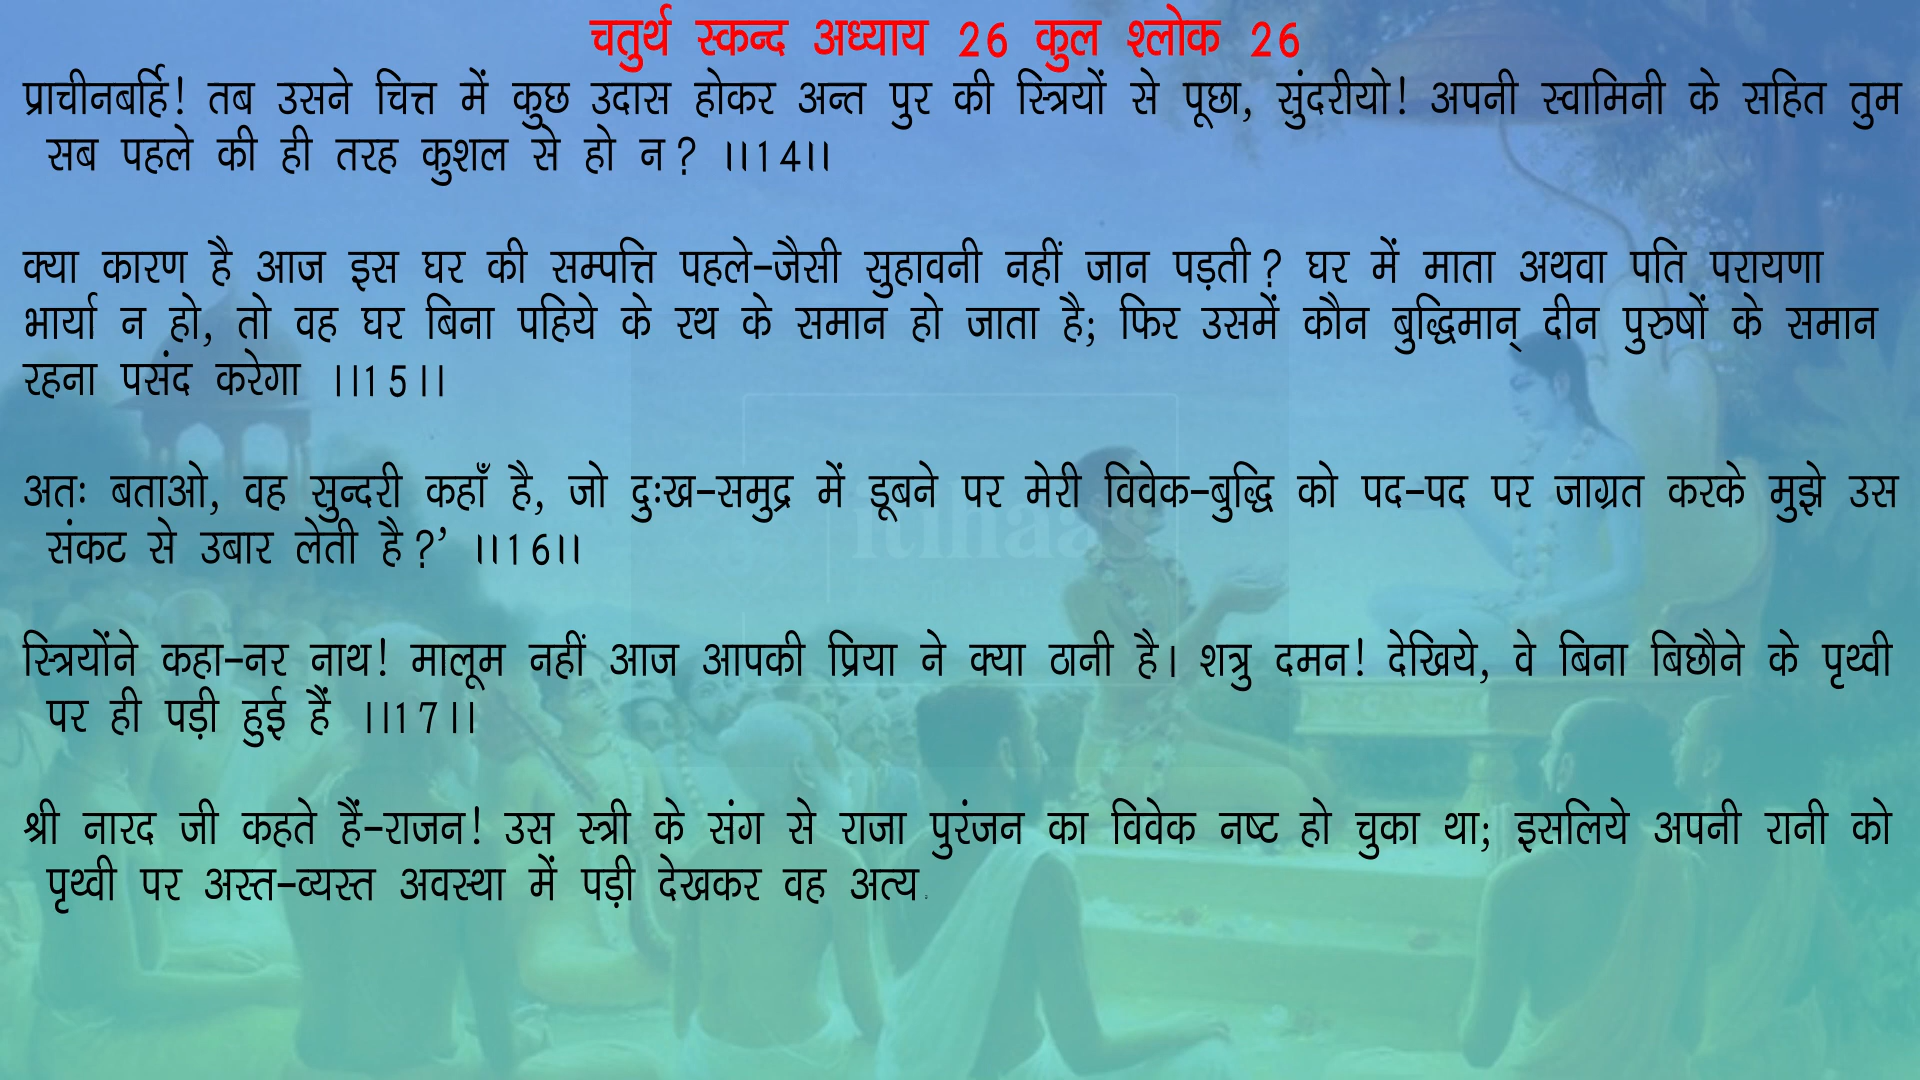 चतुर्थ स्कन्द अध्याय 26 कुल श्लोक 26
प्राचीनबर्हि! तब उसने चित्त में कुछ उदास होकर अन्त पुर की स्त्रियों से पूछा, सुंदरीयो! अपनी स्वामिनी के सहित तुम
सब पहले की ही तरह कुशल से हो न? ।।14।।
क्या कारण है आज इस घर की सम्पत्ति पहले-जैसी सुहावनी नहीं जान पड़ती? घर में माता अथवा पति परायणा
भार्या न हो, तो वह घर बिना पहिये के रथ के समान हो जाता है; फिर उसमें कौन बुद्धिमान् दीन पुरुषों के समान
रहना पसंद करेगा ।।15।।
अतः बताओ, वह सुन्दरी कहाँ है, जो दुःख-समुद्र में डूबने पर मेरी विवेक-बुद्धि को पद-पद पर जाग्रत करके मुझे उस
संकट से उबार लेती है?’ ।।16।।
स्त्रियोंने कहा-नर नाथ! मालूम नहीं आज आपकी प्रिया ने क्या ठानी है। शत्रु दमन! देखिये, वे बिना बिछौने के पृथ्वी
पर ही पड़ी हुई हैं ।।17।।
श्री नारद जी कहते हैं-राजन! उस स्त्री के संग से राजा पुरंजन का विवेक नष्ट हो चुका था; इसलिये अपनी रानी को
पृथ्वी पर अस्त-व्यस्त अवस्था में पड़ी देखकर वह अत्य
itihaas